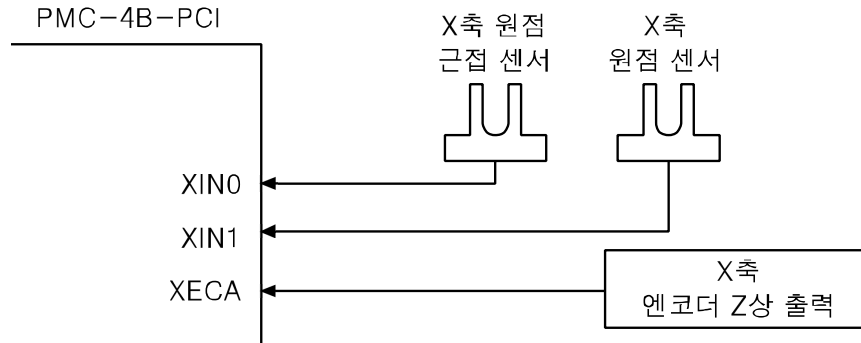 PMC-4B-PCI
X축 원점
근접 센서
X축
원점 센서
XIN0
XIN1
XECA
X축
엔코더 Z상 출력